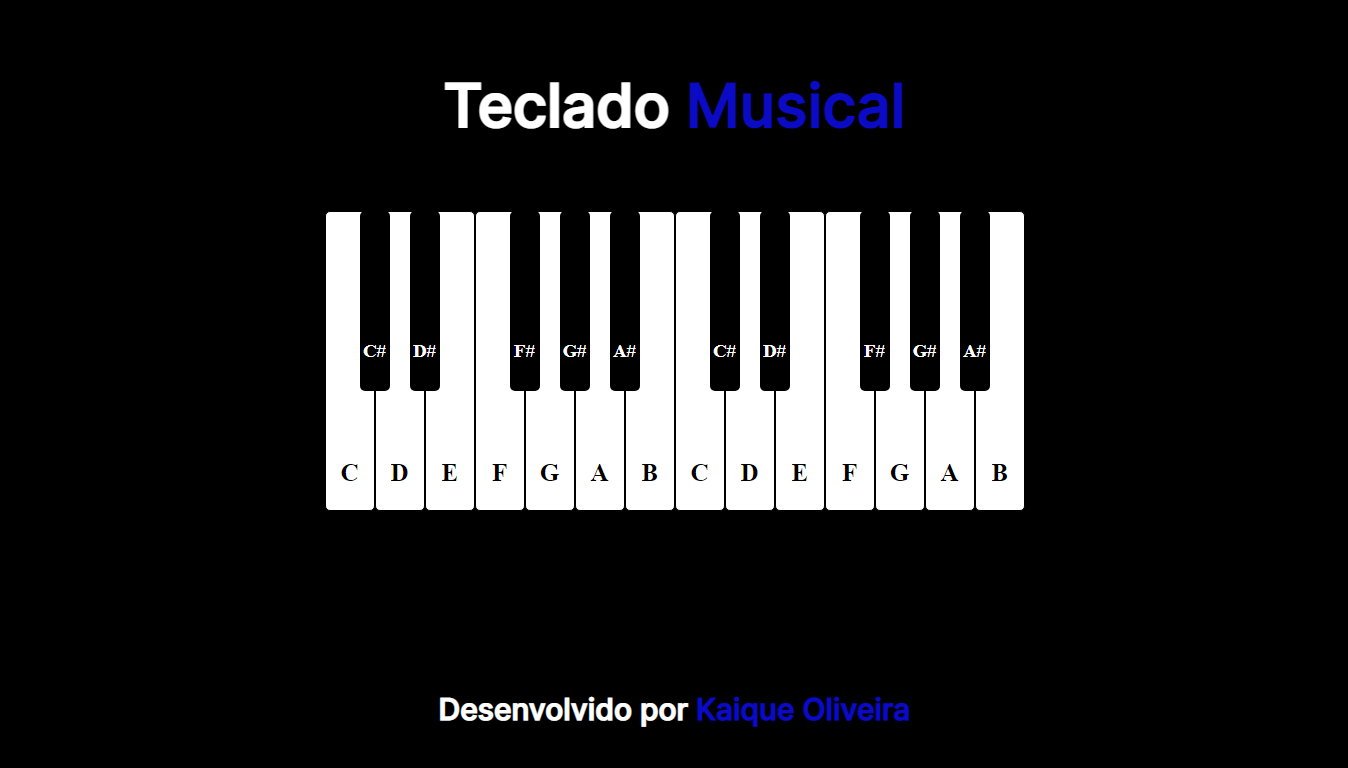 Teclado Musical
C# D# F# G# A# C# D# F# G# A#
C D E F G A B C D E F G A B
Desenvolvido por Kaique Oliveira